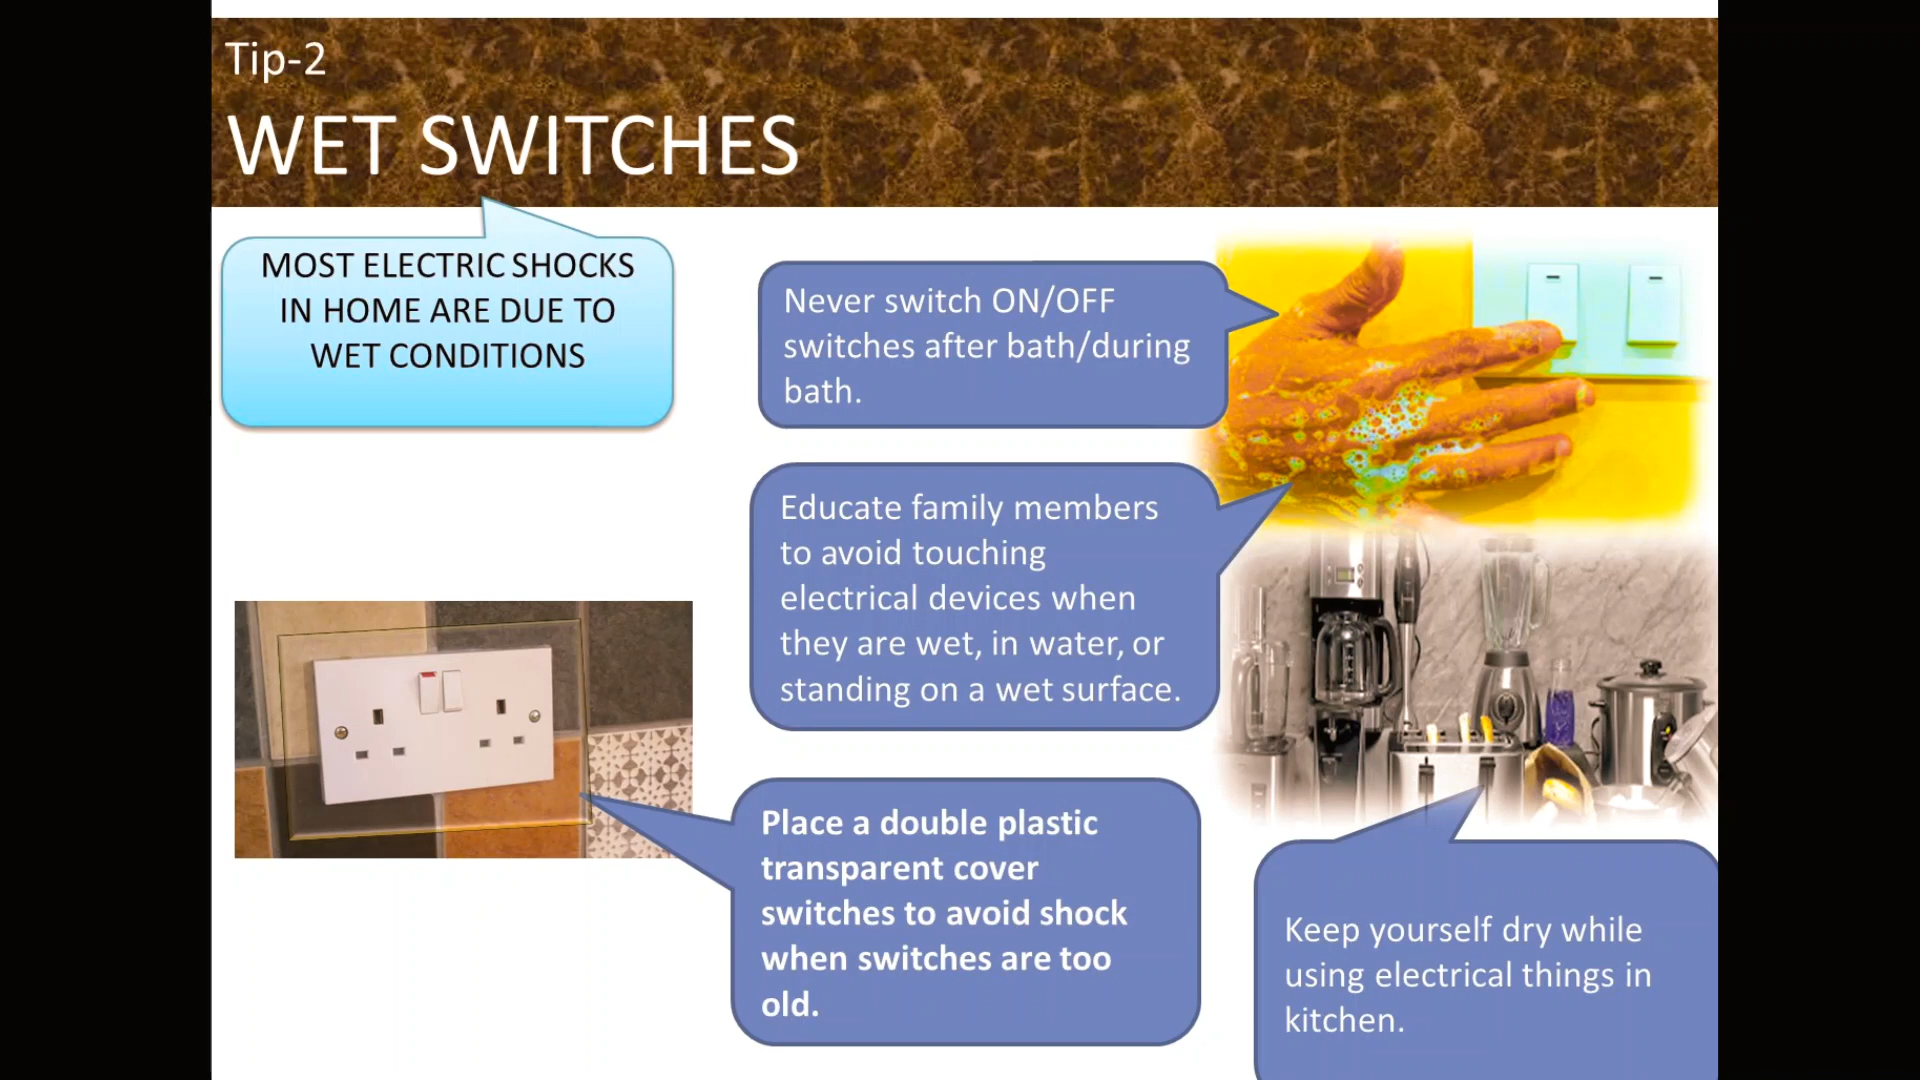 Tip-2
WET SWITCHES
MOST ELECTRIC SHOCKS
IN HOME ARE DUE TO
WET CONDITIONS
Never switch ON/OFF
switches after bath/during
bath.
Educate family members
to avoid touching
electrical devices when
they are wet, in water, or
standing on a wet surface.
Place a double plastic
transparent cover
switches to avoid shock
when switches are too
old.
Keep yourself dry while
using electrical things in
kitchen.